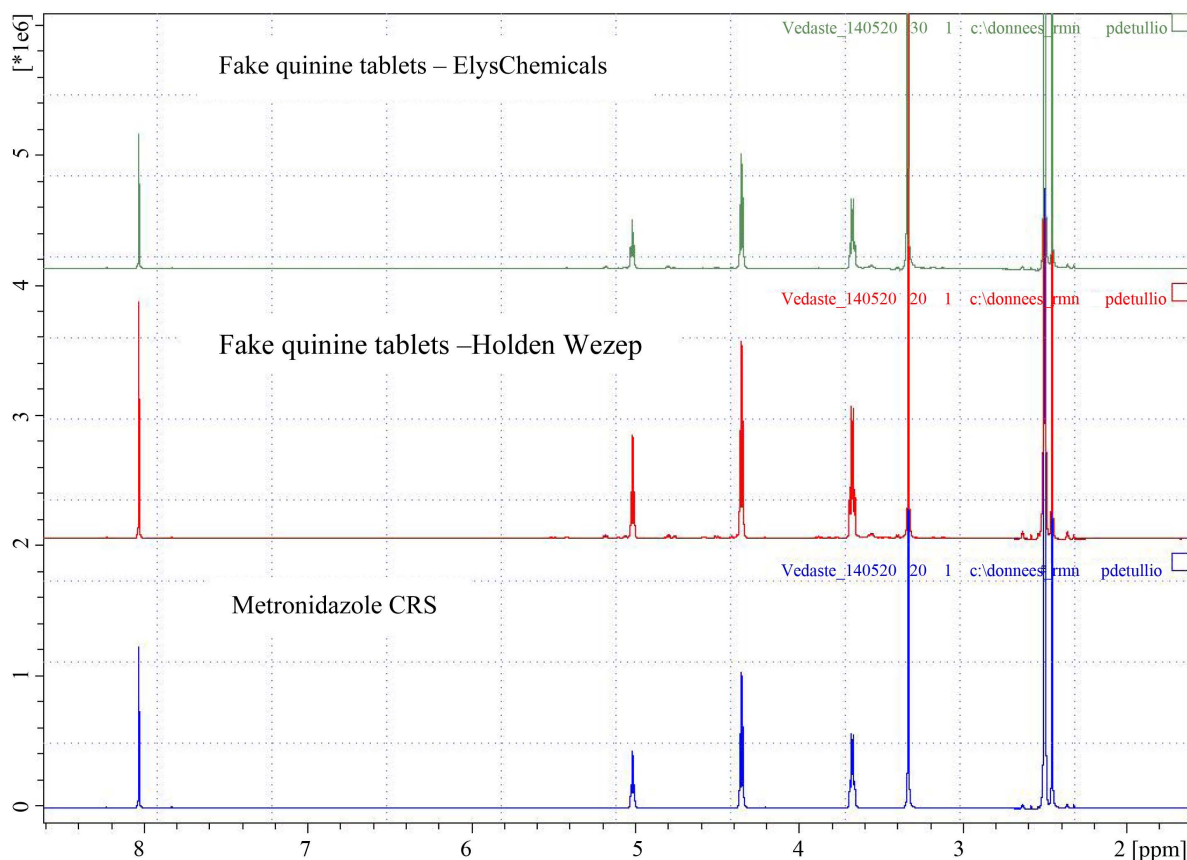 [*1e6]
Vedaste_140520 30 1 c:\donnees_rmn pdetullio
Fake quinine tablets – ElysChemicals
5
4
Vedaste_140520 20 1 c:\donnees_rmn pdetullio
Fake quinine tablets –Holden Wezep
3
2
Vedaste_140520 20 1 c:\donnees_rmn pdetullio
Metronidazole CRS
1
0
8 7 6 5 4 3 2 [ppm]